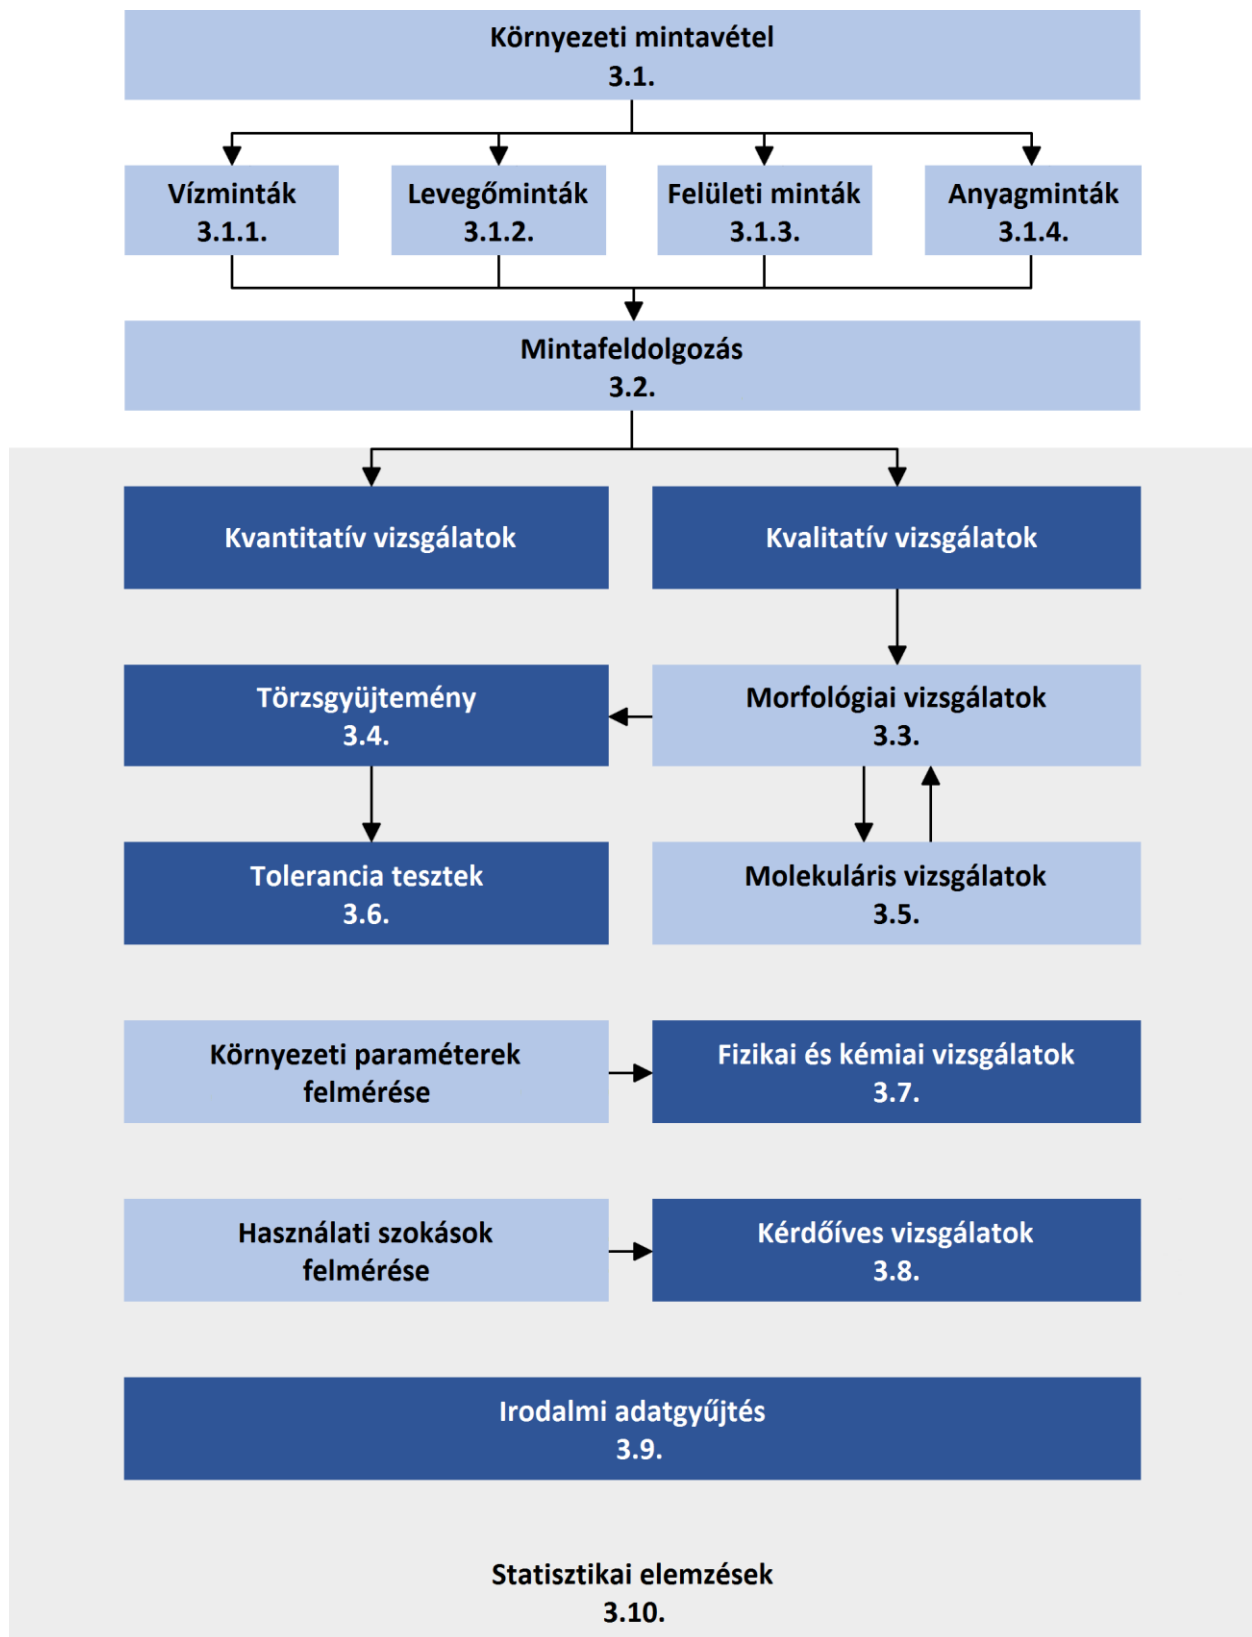 Környezeti mintavétel
3.1.
Vízminták
3.1.1.
Levegőminták
3.1.2.
Felületi minták
3.1.3.
Anyagminták
3.1.4.
Mintafeldolgozás
3.2.
Kvantitatív vizsgálatok
Kvalitatív vizsgálatok
Törzsgyüjtemény
3.4.
Morfológiai vizsgálatok
3.3.
Tolerancia tesztek
3.6.
Molekuláris vizsgálatok
3.5.
Környezeti paraméterek
felmérése
Fizikai és kémiai vizsgálatok
3.7.
Használati szokások
felmérése
Kérdőíves vizsgálatok
3.8.
Irodalmi adatgyűjtés
3.9.
Statisztikai elemzések
3.10.